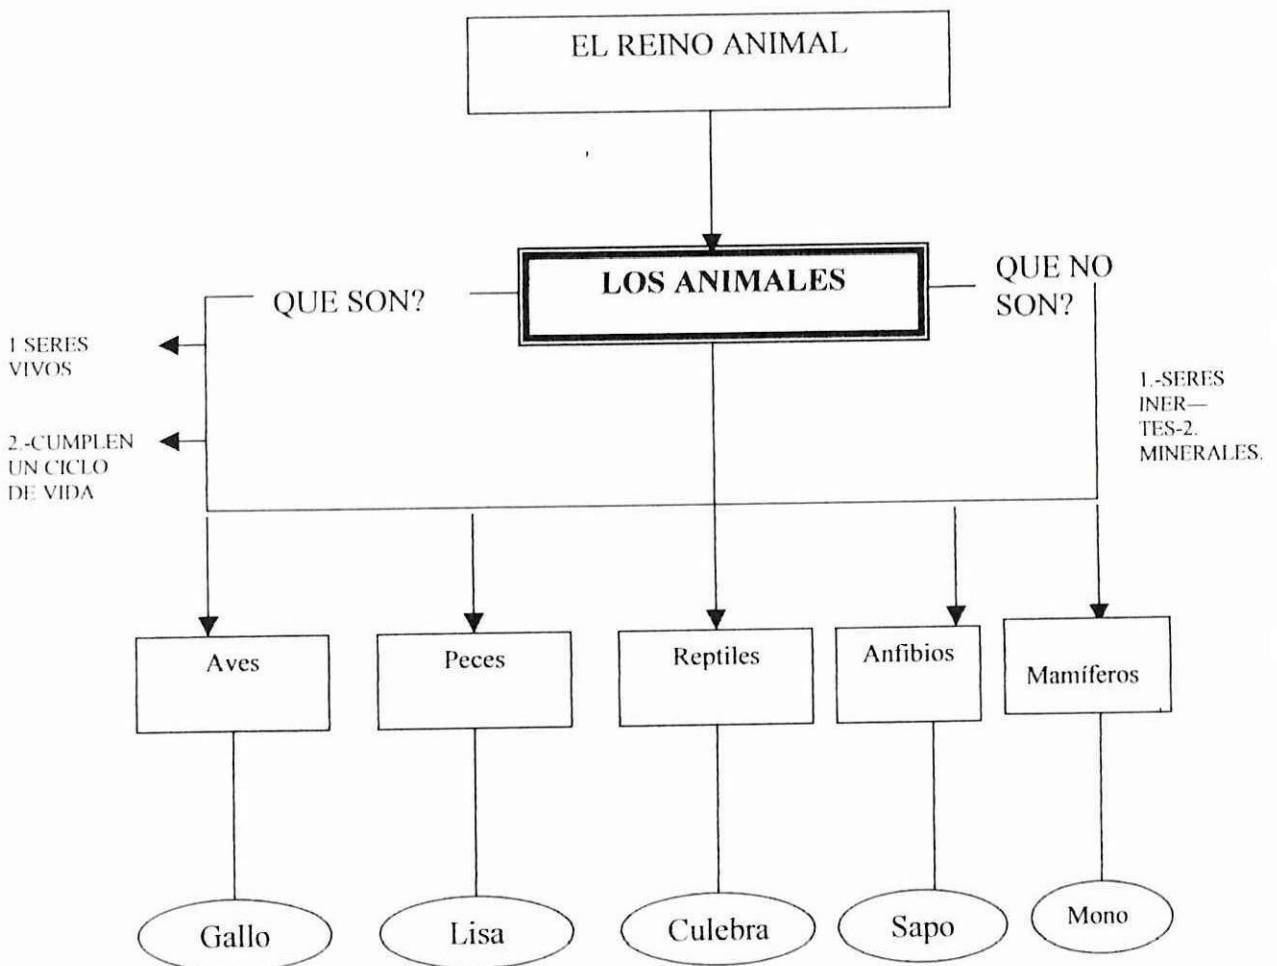 EL REINO ANIMAL
LOS ANIMALES
QUE SON?
QUE NO
SON?
1 SERES
VIVOS
2.-CUMPLEN
UN CICLO
DE VIDA
1.-SERES
INER—
TES-2.
MINERALES.
Aves
Peces
Reptiles
Anfibios
Mamíferos
Gallo
Lisa
Culebra
Sapo
Mono